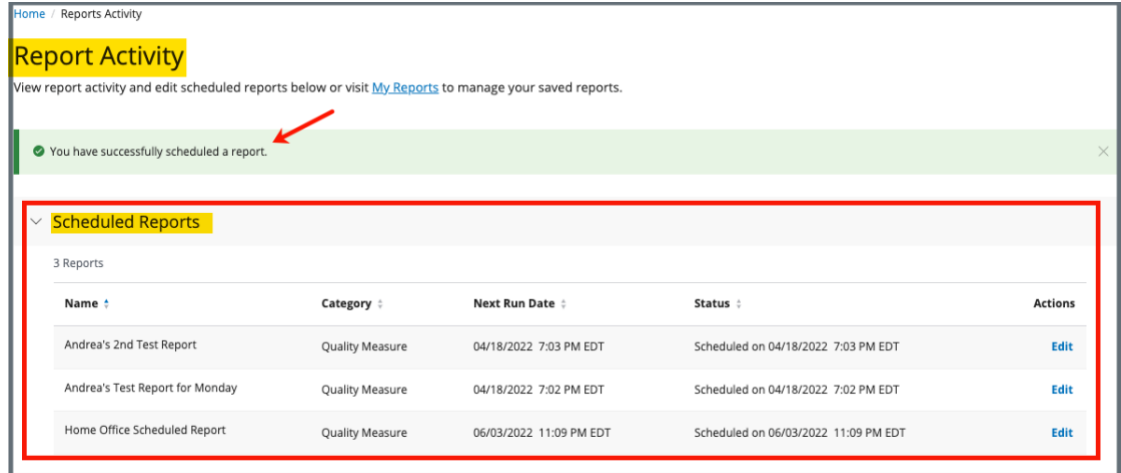 Home / Reports Activity
Report Activity
View report activity and edit scheduled reports below or visit My Reports to manage your saved reports.
You have successfully scheduled a report.
Scheduled Reports
3 Reports
Name Category Next Run Date Status Actions
Andrea's 2nd Test Report Quality Measure 04/18/2022 7:03 PM EDT Scheduled on 04/18/2022 7:03 PM EDT Edit
Andrea's Test Report for Monday Quality Measure 04/18/2022 7:02 PM EDT Scheduled on 04/18/2022 7:02 PM EDT Edit
Home Office Scheduled Report Quality Measure 06/03/2022 11:09 PM EDT Scheduled on 06/03/2022 11:09 PM EDT Edit